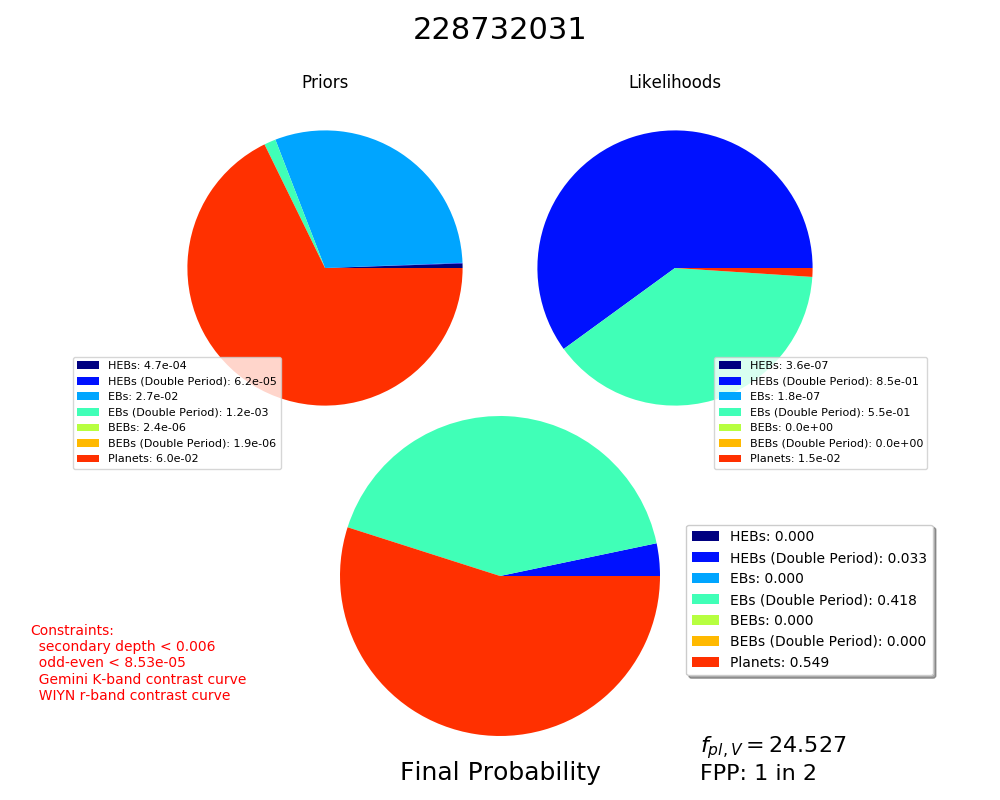 228732031
Priors
Likelihoods
HEBs: 4.7e-04
HEBs (Double Period): 6.2e-05
EBs: 2.7e-02
EBs (Double Period): 1.2e-03
BEBs: 2.4e-06
BEBs (Double Period): 1.9e-06
Planets: 6.0e-02
HEBs: 3.6e-07
HEBs (Double Period): 8.5e-01
EBs: 1.8e-07
EBs (Double Period): 5.5e-01
BEBs: 0.0e+00
BEBs (Double Period): 0.0e+00
Planets: 1.5e-02
HEBs: 0.000
HEBs (Double Period): 0.033
EBs: 0.000
EBs (Double Period): 0.418
BEBs: 0.000
BEBs (Double Period): 0.000
Planets: 0.549
Constraints:
secondary depth < 0.006
odd-even < 8.53e-05
Gemini K-band contrast curve
WIYN r-band contrast curve
Final Probability
f_{pl,V} = 24.527
FPP: 1 in 2